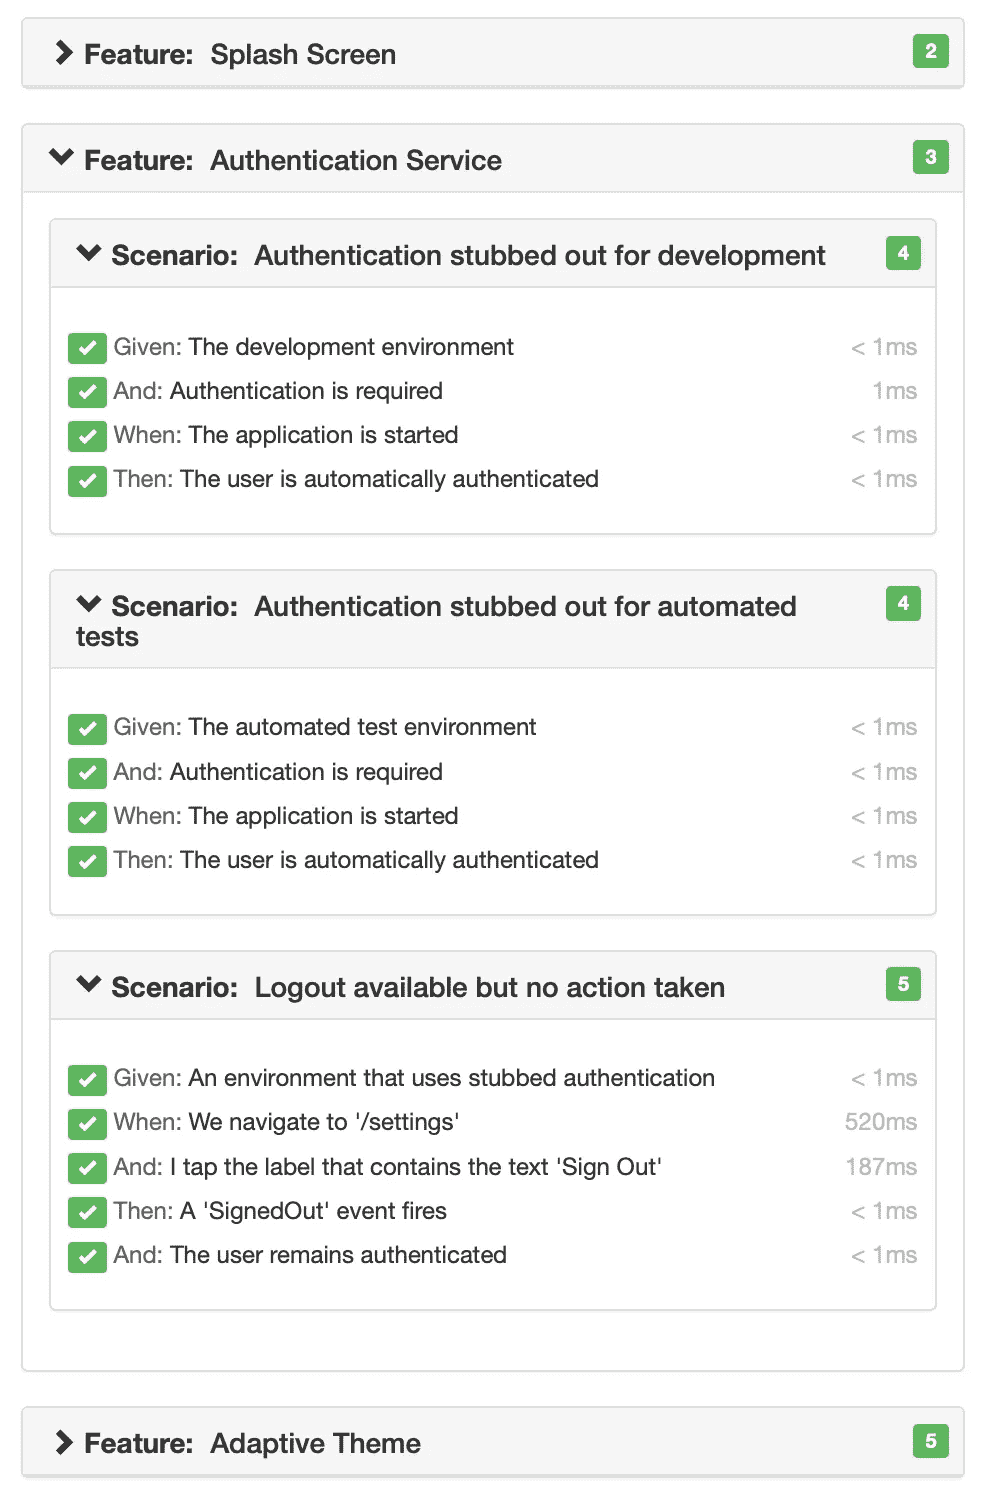 Feature: Splash Screen 2
Feature: Authentication Service 3
Scenario: Authentication stubbed out for development 4
Given: The development environment < 1ms
And: Authentication is required 1ms
When: The application is started < 1ms
Then: The user is automatically authenticated < 1ms
Scenario: Authentication stubbed out for automated 4
tests
Given: The automated test environment < 1ms
And: Authentication is required < 1ms
When: The application is started < 1ms
Then: The user is automatically authenticated < 1ms
Scenario: Logout available but no action taken 5
Given: An environment that uses stubbed authentication < 1ms
When: We navigate to '/settings' 520ms
And: I tap the label that contains the text 'Sign Out' 187ms
Then: A 'SignedOut' event fires < 1ms
And: The user remains authenticated < 1ms
Feature: Adaptive Theme 5